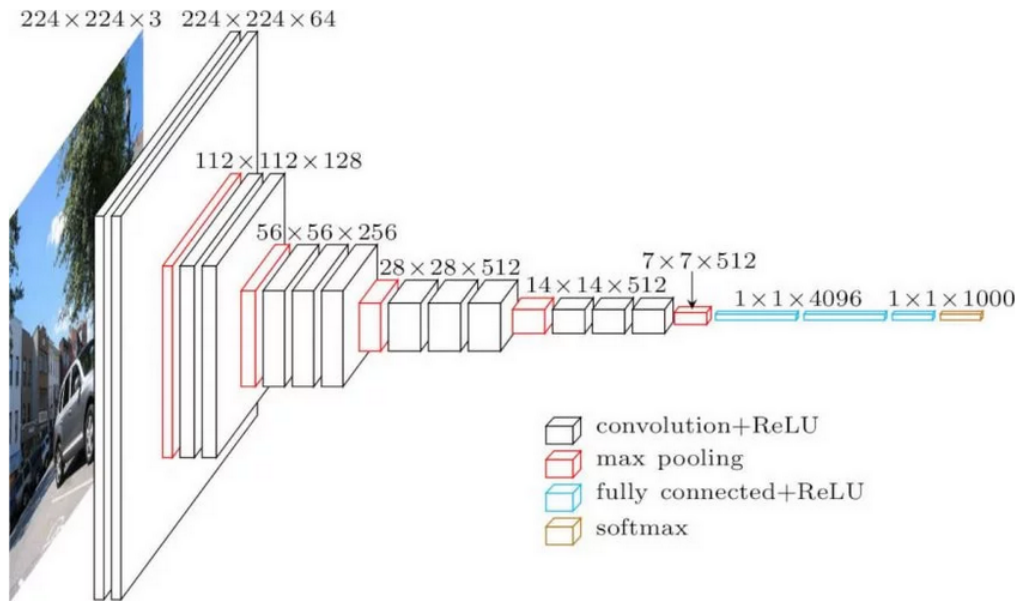 224×224×3
224×224×64
112×112×128
56×56×256
28×28×512
14×14×512
7×7×512
1×1×4096
1×1×1000
convolution+ReLU
max pooling
fully connected+ReLU
softmax